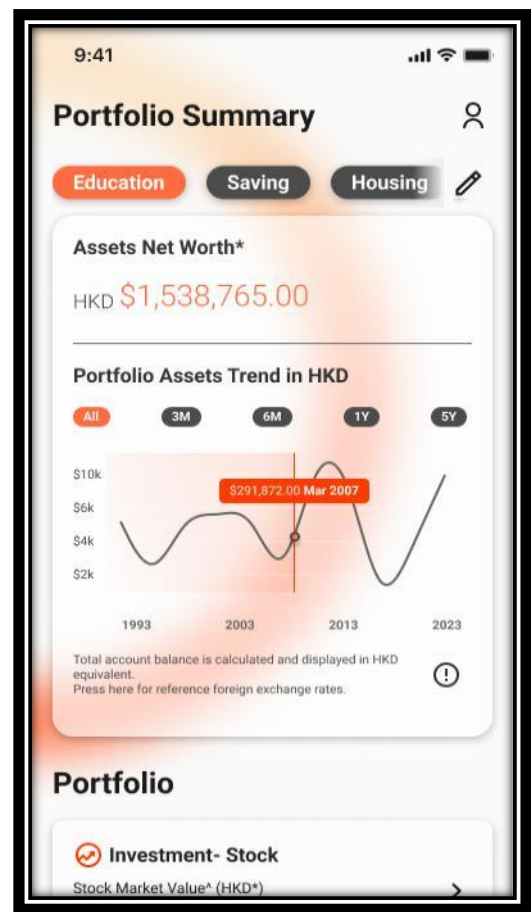 9:41
Portfolio Summary
Education Saving Housing
Assets Net Worth*
HKD $1,538,765.00
Portfolio Assets Trend in HKD
All 3M 6M 1Y 5Y
$10k
$291,872.00 Mar 2007
$6k
$4k
$2k
1993 2003 2013 2023
Total account balance is calculated and displayed in HKD
equivalent.
Press here for reference foreign exchange rates.
Portfolio
Investment- Stock
Stock Market Value^ (HKD*)